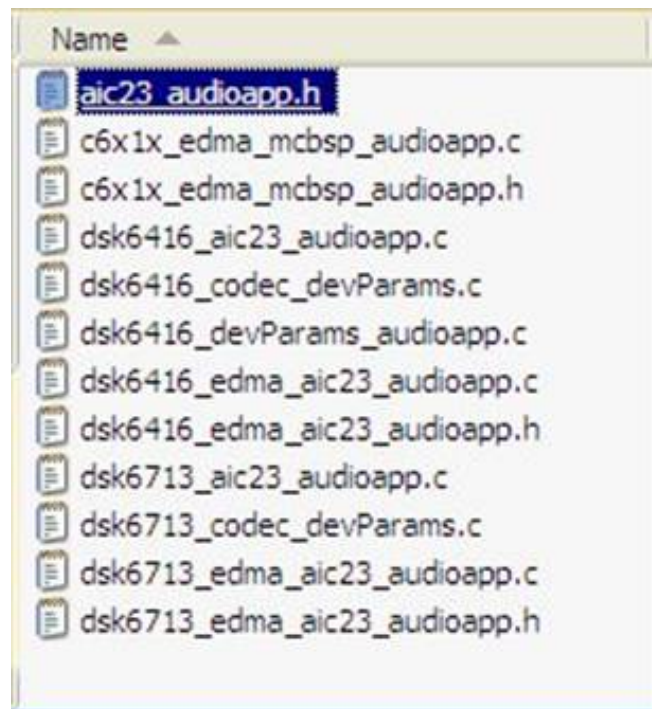 Name
aic23_audioapp.h
c6x1x_edma_mcbsp_audioapp.c
c6x1x_edma_mcbsp_audioapp.h
dsk6416_aic23_audioapp.c
dsk6416_codec_devParams.c
dsk6416_devParams_audioapp.c
dsk6416_edma_aic23_audioapp.c
dsk6416_edma_aic23_audioapp.h
dsk6713_aic23_audioapp.c
dsk6713_codec_devParams.c
dsk6713_edma_aic23_audioapp.c
dsk6713_edma_aic23_audioapp.h